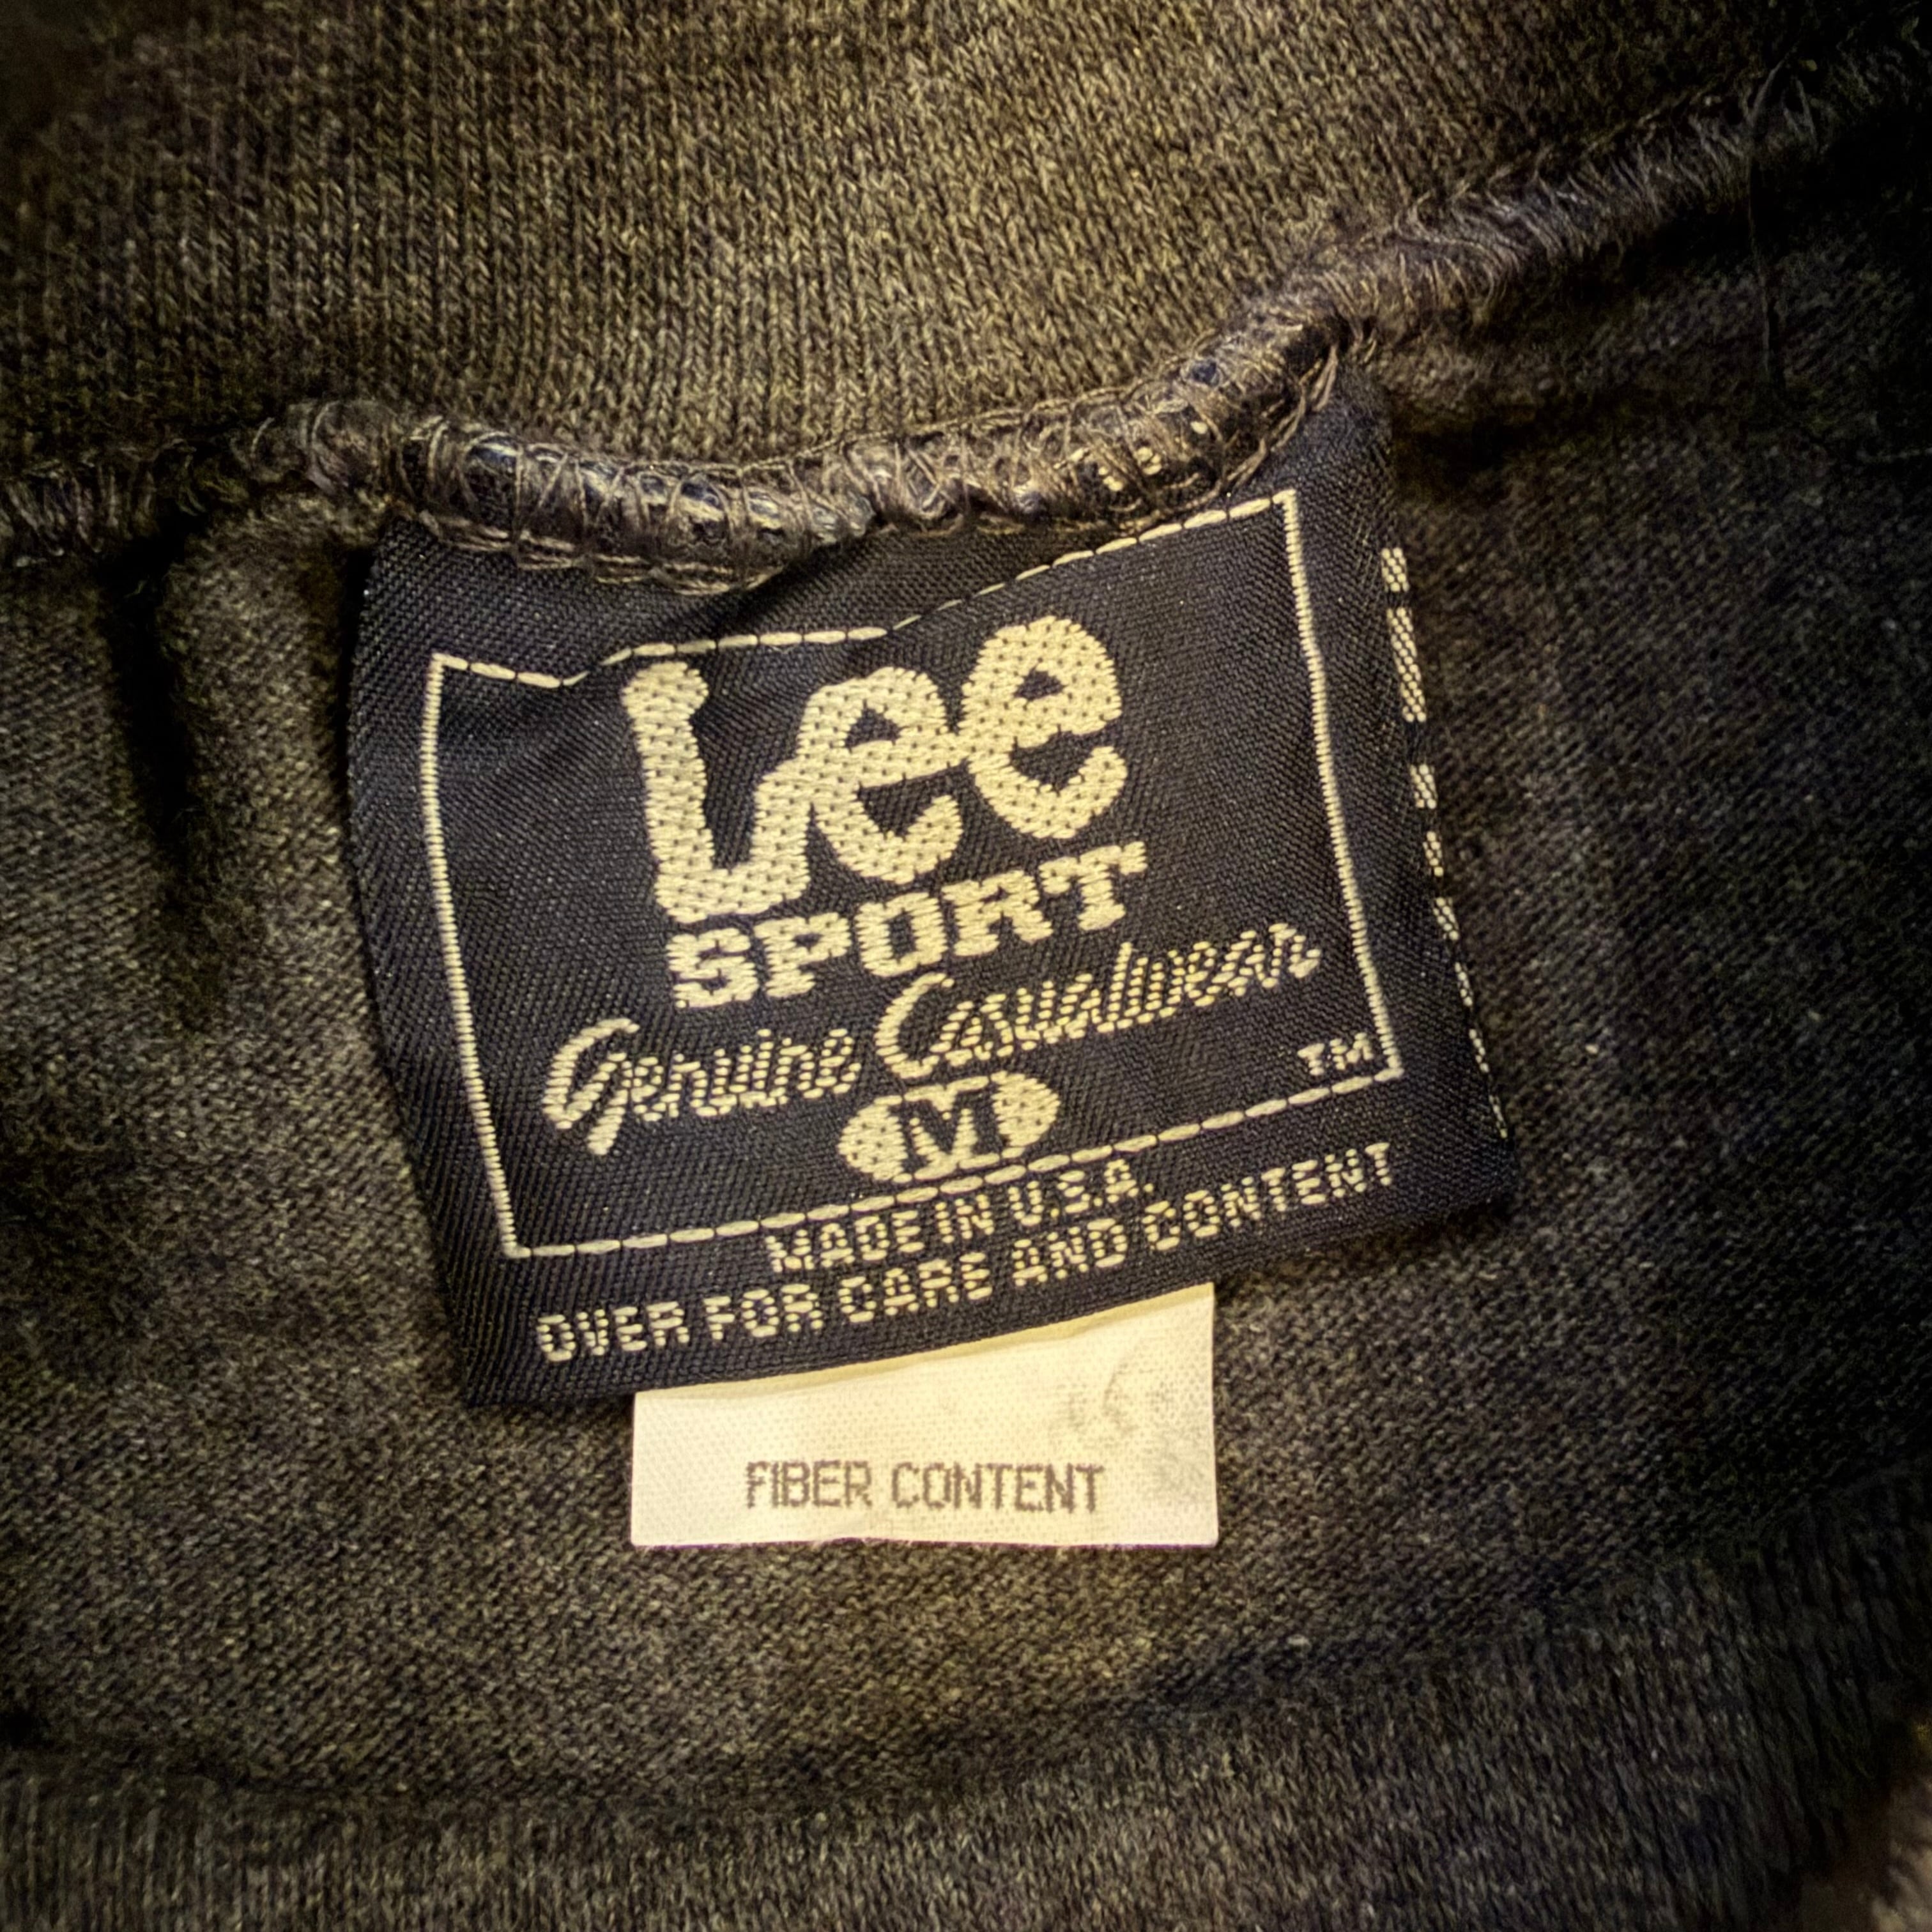 Lee
SPORT
Genuine Casualwear
TM
M
MADE IN U.S.A.
OVER FOR CARE AND CONTENT
FIBER CONTENT